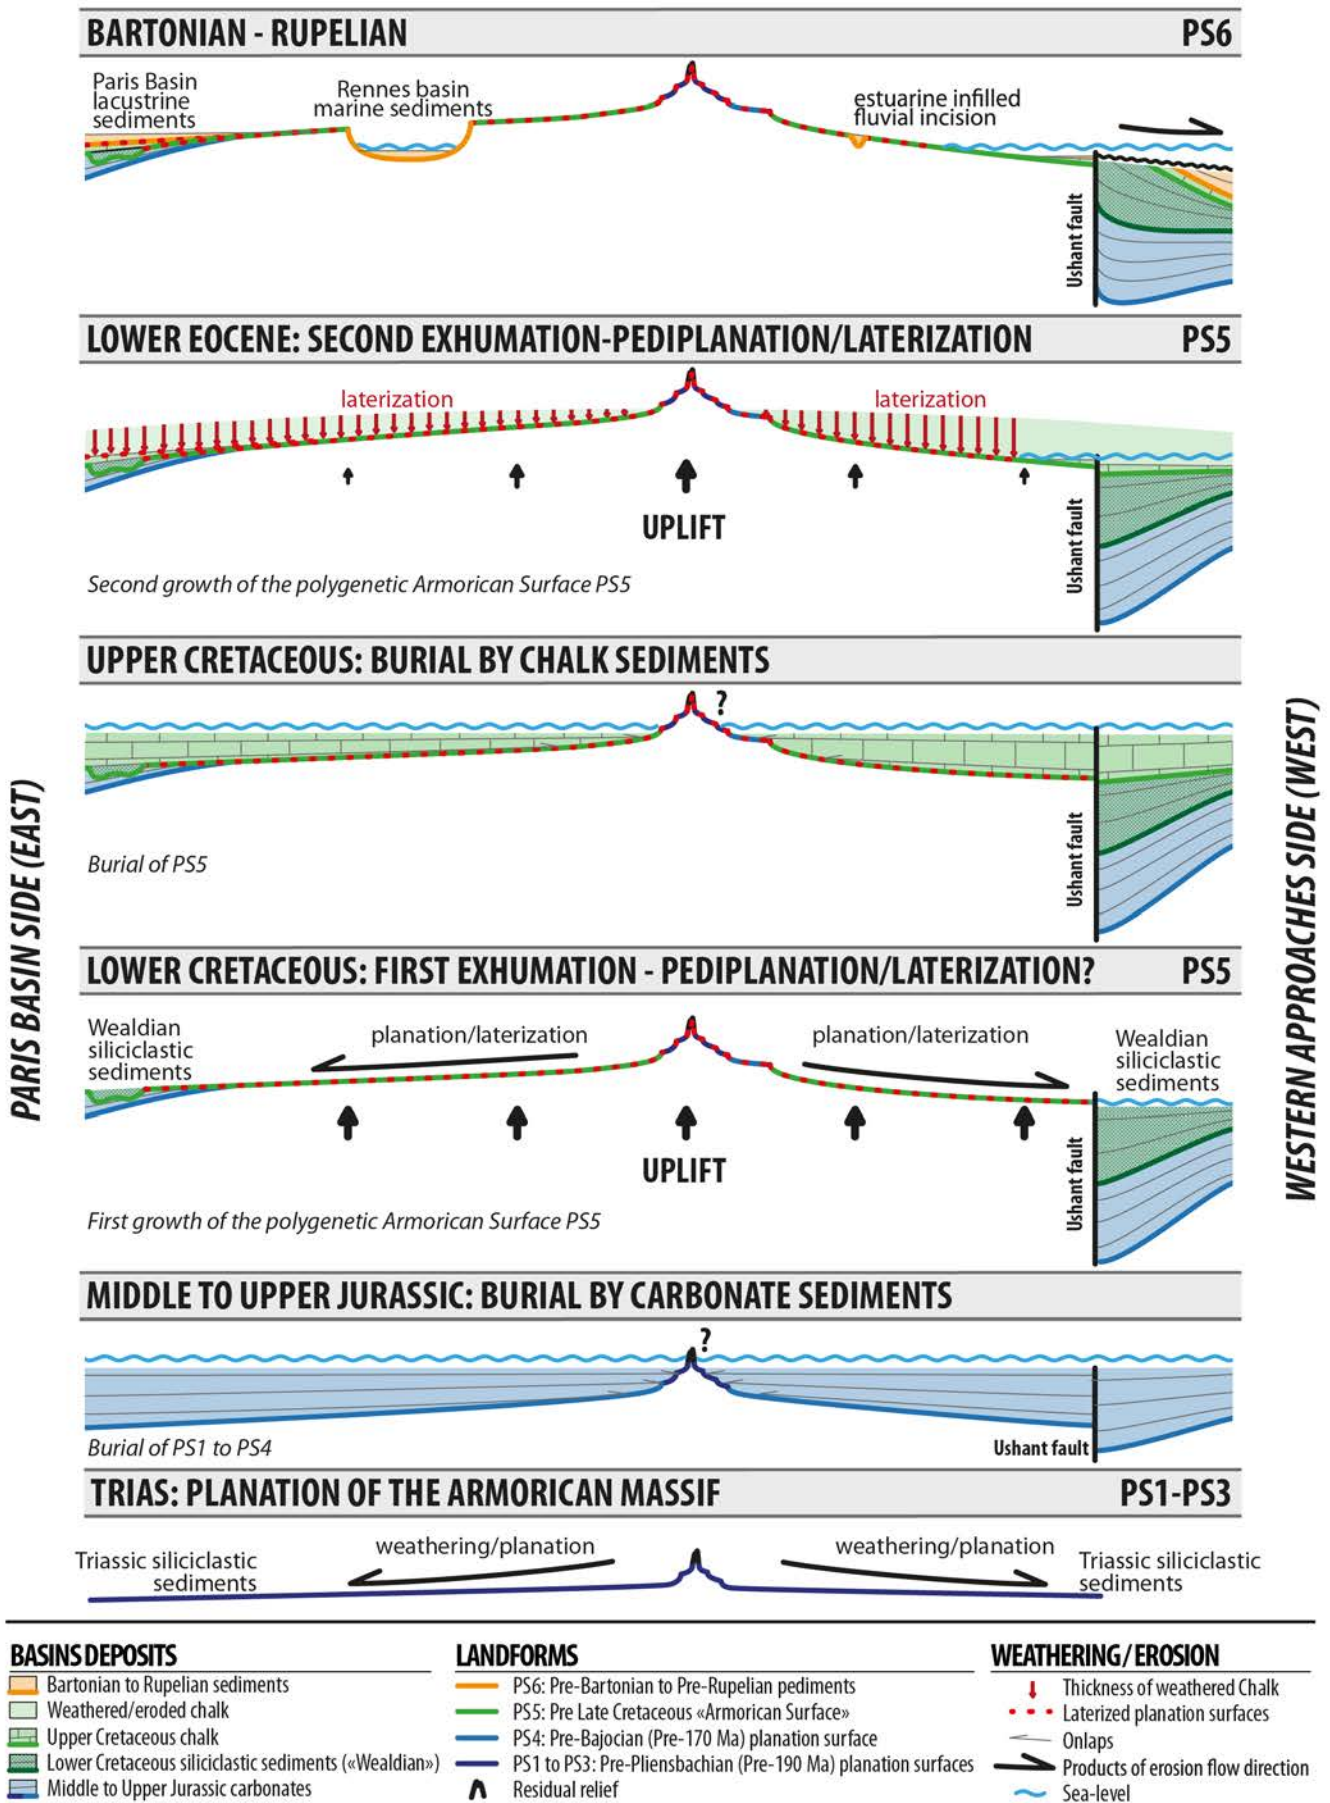 BARTONIAN - RUPELIAN PS6
Paris Basin
lacustrine
sediments
Rennes basin
marine sediments
estuarine infilled
fluvial incision
Ushant fault
LOWER EOCENE: SECOND EXHUMATION-PEDIPLANATION/LATERIZATION PS5
laterization
laterization
UPLIFT
Ushant fault
Second growth of the polygenetic Armorican Surface PS5
UPPER CRETACEOUS: BURIAL BY CHALK SEDIMENTS
?
Ushant fault
Burial of PS5
PARIS BASIN SIDE (EAST)
WESTERN APPROACHES SIDE (WEST)
LOWER CRETACEOUS: FIRST EXHUMATION - PEDIPLANATION/LATERIZATION? PS5
Wealdian
siliciclastic
sediments
planation/laterization
planation/laterization
Wealdian
siliciclastic
sediments
UPLIFT
Ushant fault
First growth of the polygenetic Armorican Surface PS5
MIDDLE TO UPPER JURASSIC: BURIAL BY CARBONATE SEDIMENTS
?
Burial of PS1 to PS4
Ushant fault
TRIAS: PLANATION OF THE ARMORICAN MASSIF PS1-PS3
Triassic siliciclastic
sediments
weathering/planation
weathering/planation
Triassic siliciclastic
sediments
BASINS DEPOSITS
Bartonian to Rupelian sediments
Weathered/eroded chalk
Upper Cretaceous chalk
Lower Cretaceous siliciclastic sediments («Wealdian»)
Middle to Upper Jurassic carbonates
LANDFORMS
PS6: Pre-Bartonian to Pre-Rupelian pediments
PS5: Pre Late Cretaceous «Armorican Surface»
PS4: Pre-Bajocian (Pre-170 Ma) planation surface
PS1 to PS3: Pre-Pliensbachian (Pre-190 Ma) planation surfaces
Residual relief
WEATHERING/EROSION
Thickness of weathered Chalk
Laterized planation surfaces
Onlaps
Products of erosion flow direction
Sea-level